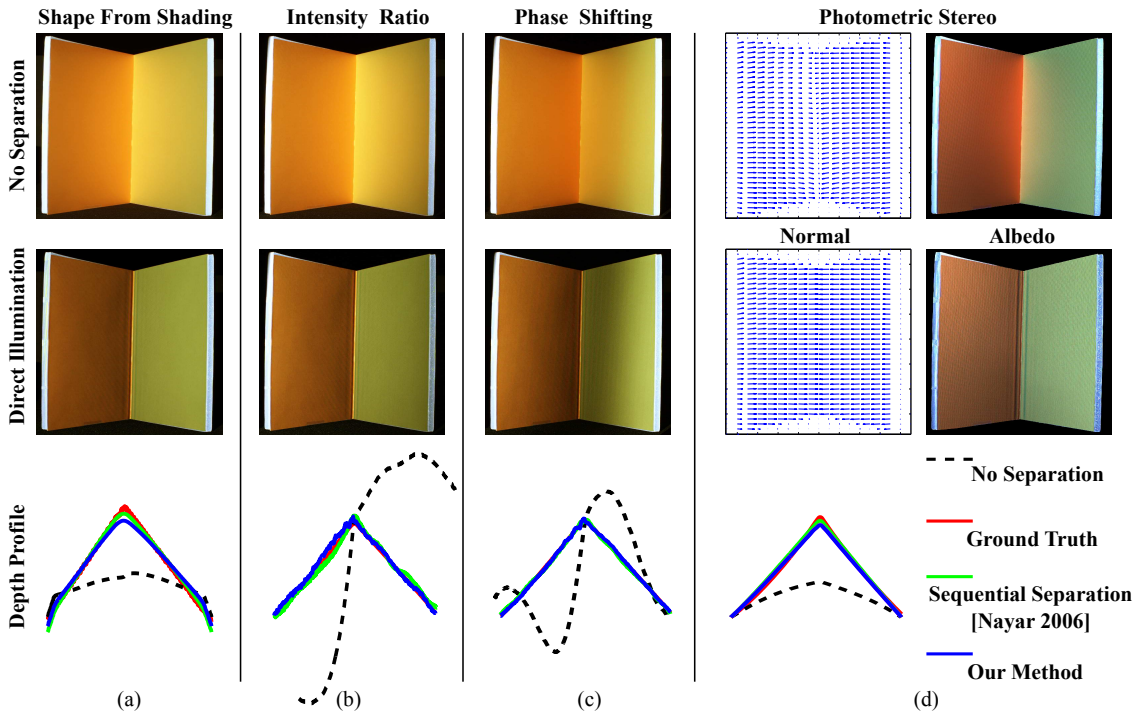 Shape From Shading
Intensity Ratio
Phase Shifting
Photometric Stereo
No Separation
Normal
Albedo
Direct Illumination
Depth Profile
No Separation
Ground Truth
Sequential Separation
[Nayar 2006]
Our Method
(a)
(b)
(c)
(d)